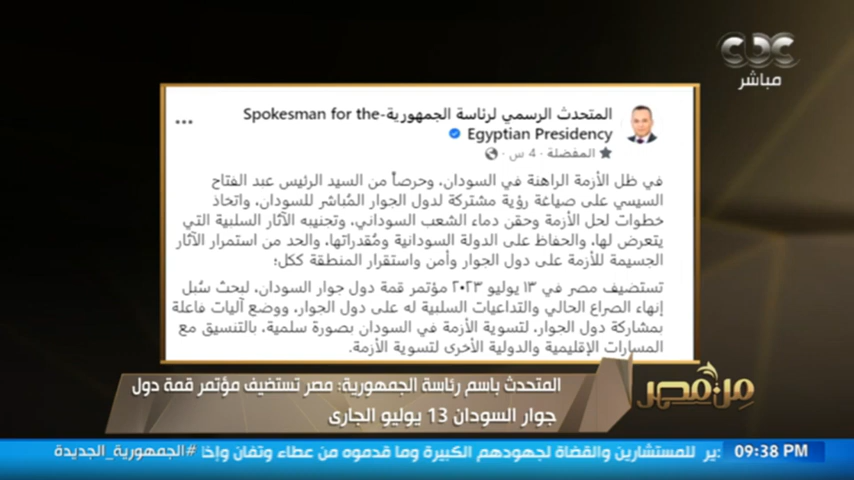 cbc
مباشر
المتحدث الرسمي لرئاسة الجمهورية-Spokesman for the
Egyptian Presidency
المفضلة · 4 س ·
في ظل الأزمة الراهنة في السودان، وحرصاً من السيد الرئيس عبد الفتاح
السيسي على صياغة رؤية مشتركة لدول الجوار المُباشر للسودان، واتخاذ
خطوات لحل الأزمة وحقن دماء الشعب السوداني، وتجنيبه الآثار السلبية التي
يتعرض لها، والحفاظ على الدولة السودانية ومُقدراتها، والحد من استمرار الآثار
الجسيمة للأزمة على دول الجوار وأمن واستقرار المنطقة ككل؛
تستضيف مصر في ١٣ يوليو ٢٠٢٣ مؤتمر قمة دول جوار السودان، لبحث سُبل
إنهاء الصراع الحالي والتداعيات السلبية له على دول الجوار، ووضع آليات فاعلة
بمشاركة دول الجوار، لتسوية الأزمة في السودان بصورة سلمية، بالتنسيق مع
المسارات الإقليمية والدولية الأخرى لتسوية الأزمة.
المتحدث باسم رئاسة الجمهورية: مصر تستضيف مؤتمر قمة دول
جوار السودان 13 يوليو الجارى
من مصر
دير للمستشارين والقضاة لجهودهم الكبيرة وما قدموه من عطاء وتفان وإخا #الجمهورية_الجديدة
09:38 PM